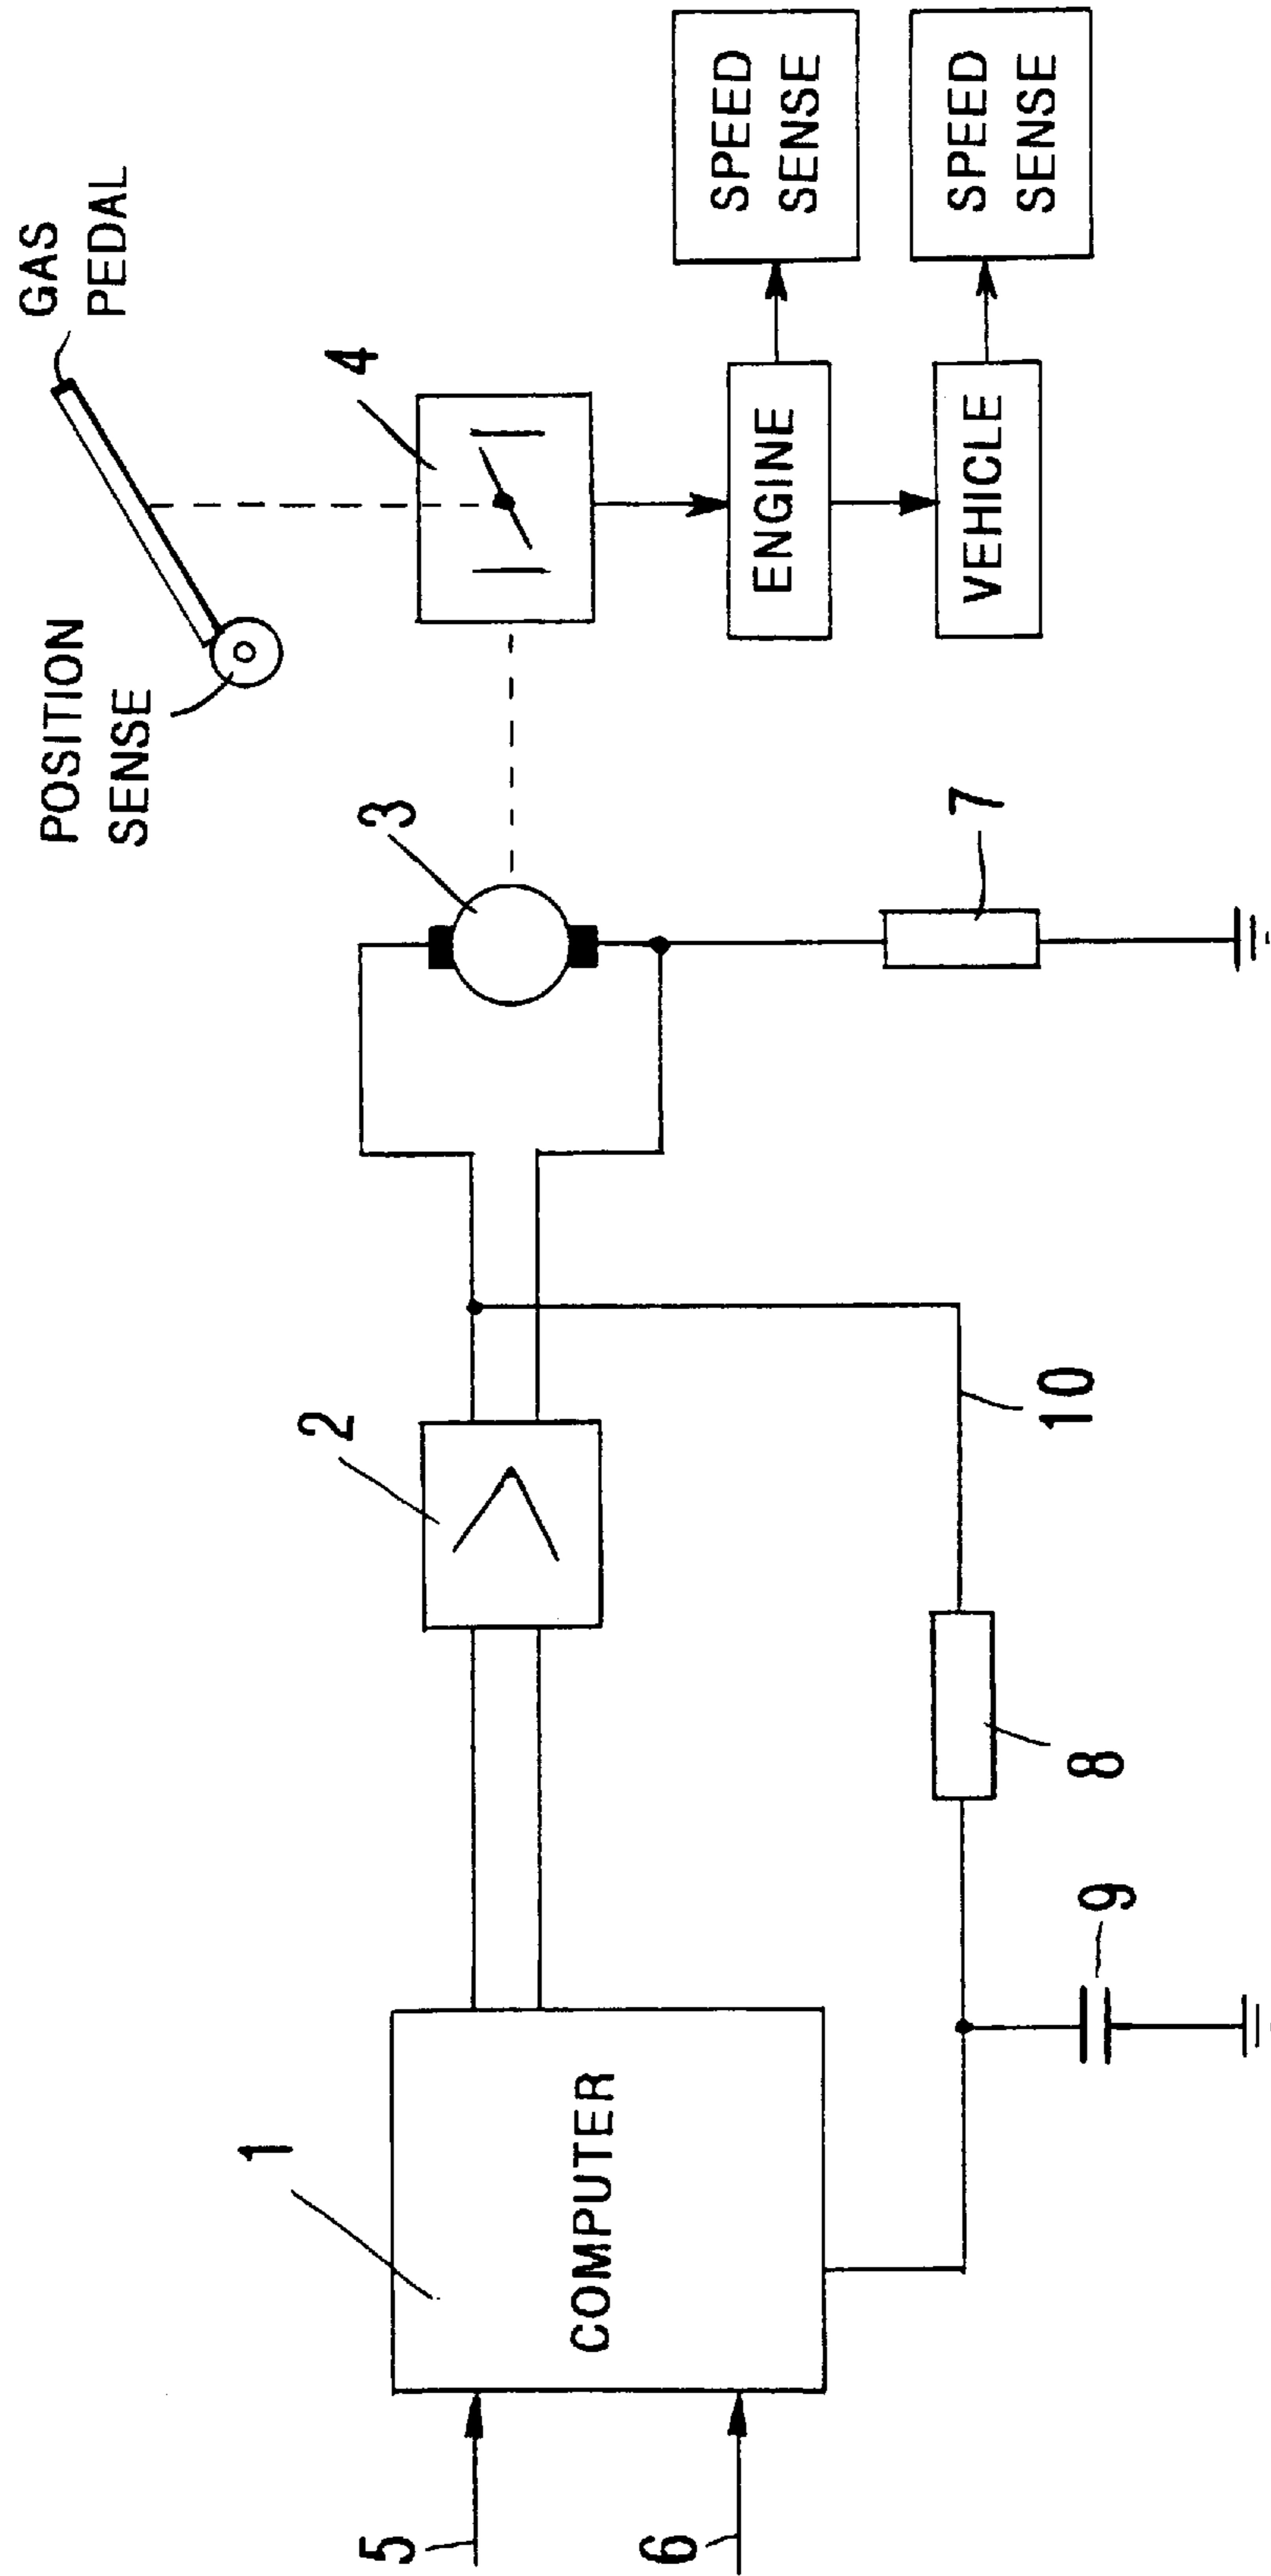 POSITION
SENSE
GAS
PEDAL
1
2
3
4
5
6
COMPUTER
ENGINE
SPEED
SENSE
VEHICLE
SPEED
SENSE
7
8
9
10